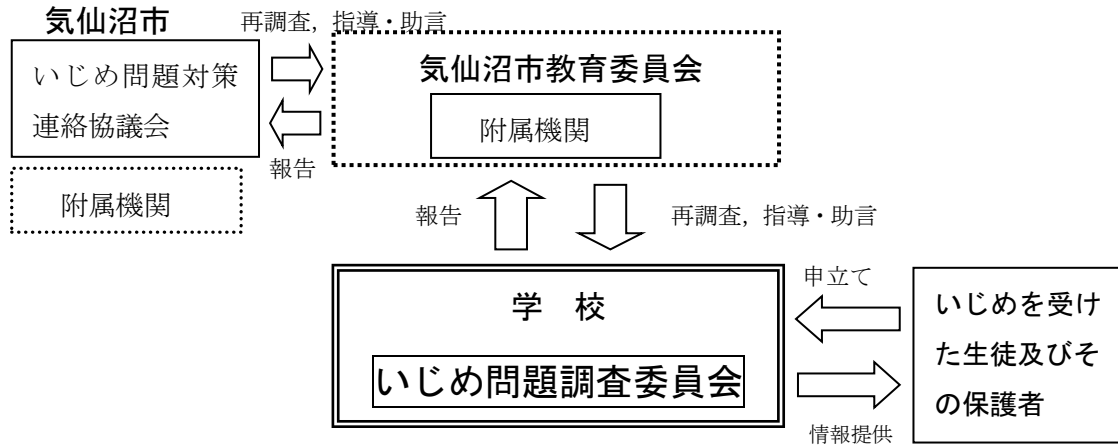 気仙沼市
再調査，指導・助言
いじめ問題対策
連絡協議会
報告
附属機関
気仙沼市教育委員会
附属機関
報告
再調査，指導・助言
学　校
いじめ問題調査委員会
申立て
情報提供
いじめを受け
た生徒及びそ
の保護者